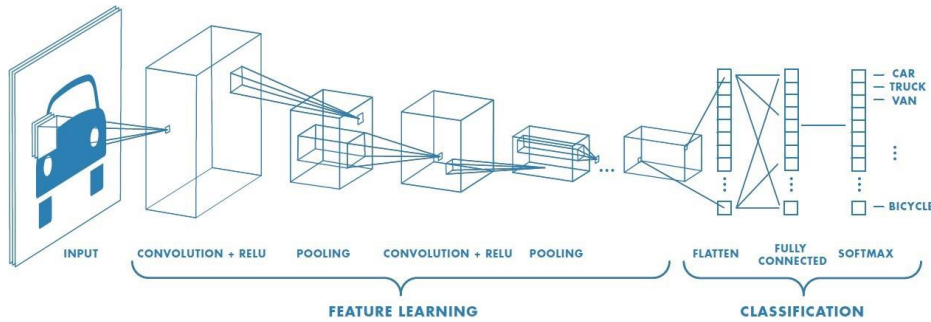 CAR
TRUCK
VAN
BICYCLE
INPUT
CONVOLUTION + RELU
POOLING
CONVOLUTION + RELU
POOLING
FLATTEN
FULLY
CONNECTED
SOFTMAX
FEATURE LEARNING
CLASSIFICATION